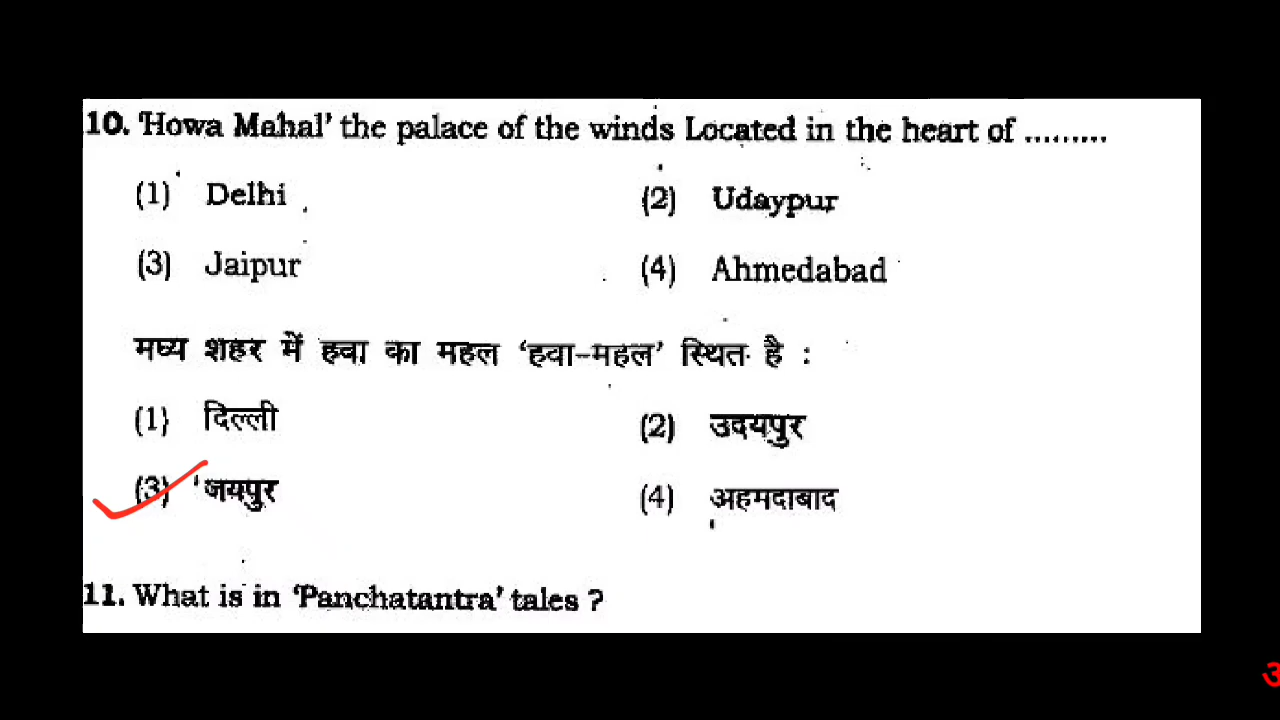 10. 'Howa Mahal' the palace of the winds Located in the heart of .........
(1) Delhi (2) Udaypur
(3) Jaipur (4) Ahmedabad
मध्य शहर में हवा का महल 'हवा-महल' स्थित है :
(1) दिल्ली (2) उदयपुर
(3) जयपुर (4) अहमदाबाद
11. What is in 'Panchatantra' tales ?